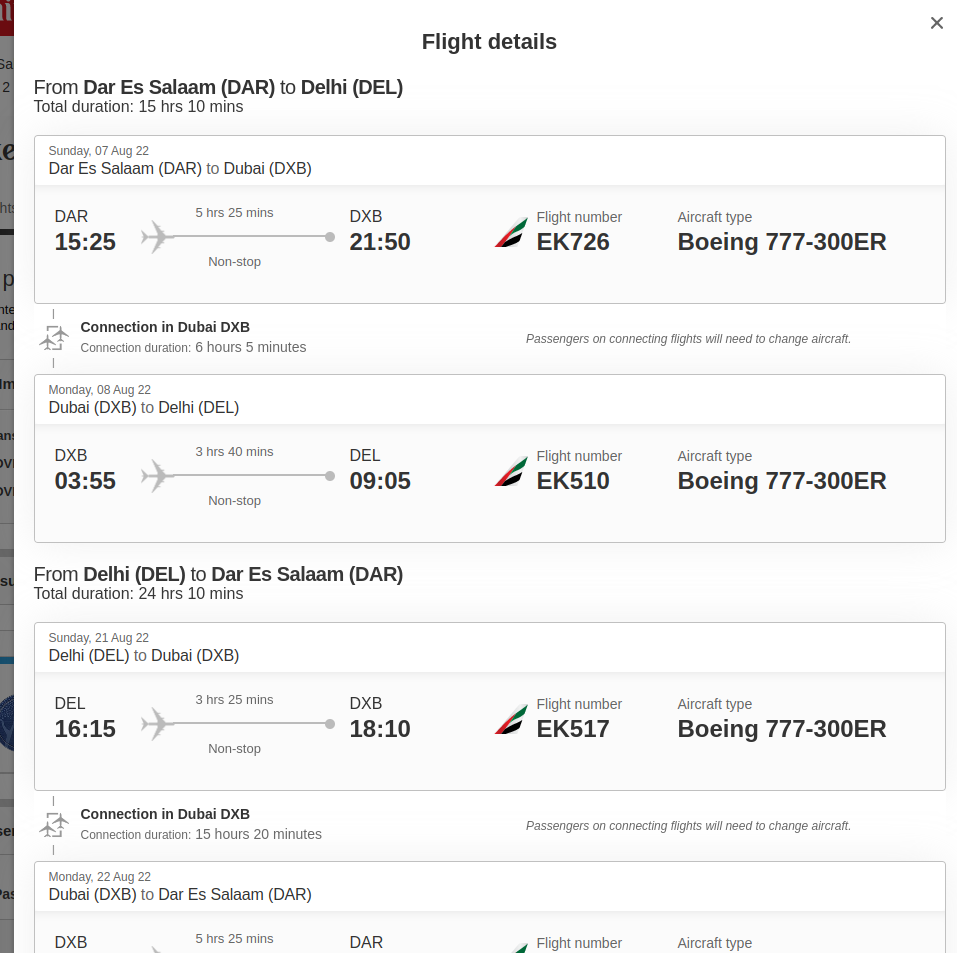 Flight details
From Dar Es Salaam (DAR) to Delhi (DEL)
Total duration: 15 hrs 10 mins
Sunday, 07 Aug 22
Dar Es Salaam (DAR) to Dubai (DXB)
DAR 5 hrs 25 mins DXB Flight number Aircraft type
15:25 21:50 EK726 Boeing 777-300ER
Non-stop
Connection in Dubai DXB
Connection duration: 6 hours 5 minutes
Passengers on connecting flights will need to change aircraft.
Monday, 08 Aug 22
Dubai (DXB) to Delhi (DEL)
DXB 3 hrs 40 mins DEL Flight number Aircraft type
03:55 09:05 EK510 Boeing 777-300ER
Non-stop
From Delhi (DEL) to Dar Es Salaam (DAR)
Total duration: 24 hrs 10 mins
Sunday, 21 Aug 22
Delhi (DEL) to Dubai (DXB)
DEL 3 hrs 25 mins DXB Flight number Aircraft type
16:15 18:10 EK517 Boeing 777-300ER
Non-stop
Connection in Dubai DXB
Connection duration: 15 hours 20 minutes
Passengers on connecting flights will need to change aircraft.
Monday, 22 Aug 22
Dubai (DXB) to Dar Es Salaam (DAR)
DXB 5 hrs 25 mins DAR Flight number Aircraft type